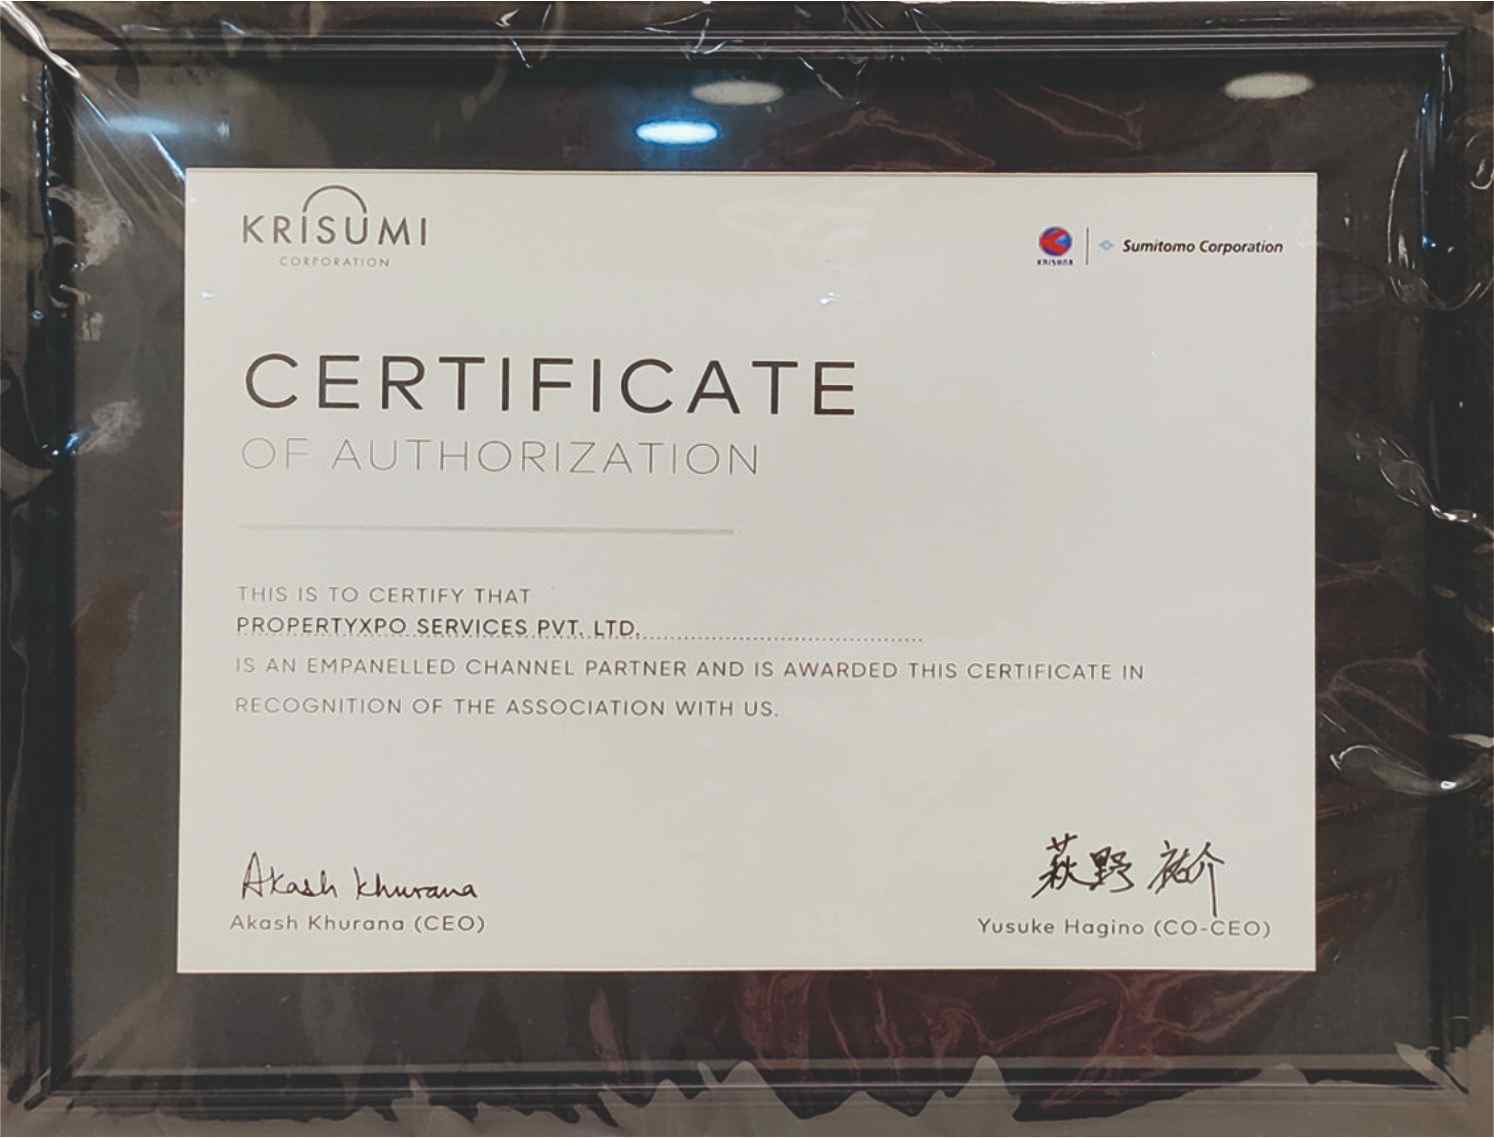 KRISUMI
CORPORATION
KRISUMI
Sumitomo Corporation
CERTIFICATE
OF AUTHORIZATION
THIS IS TO CERTIFY THAT
PROPERTYXPO SERVICES PVT. LTD.
IS AN EMPANELLED CHANNEL PARTNER AND IS AWARDED THIS CERTIFICATE IN
RECOGNITION OF THE ASSOCIATION WITH US.
Akash Khurana
萩野 祐介
Akash Khurana (CEO)
Yusuke Hagino (CO-CEO)